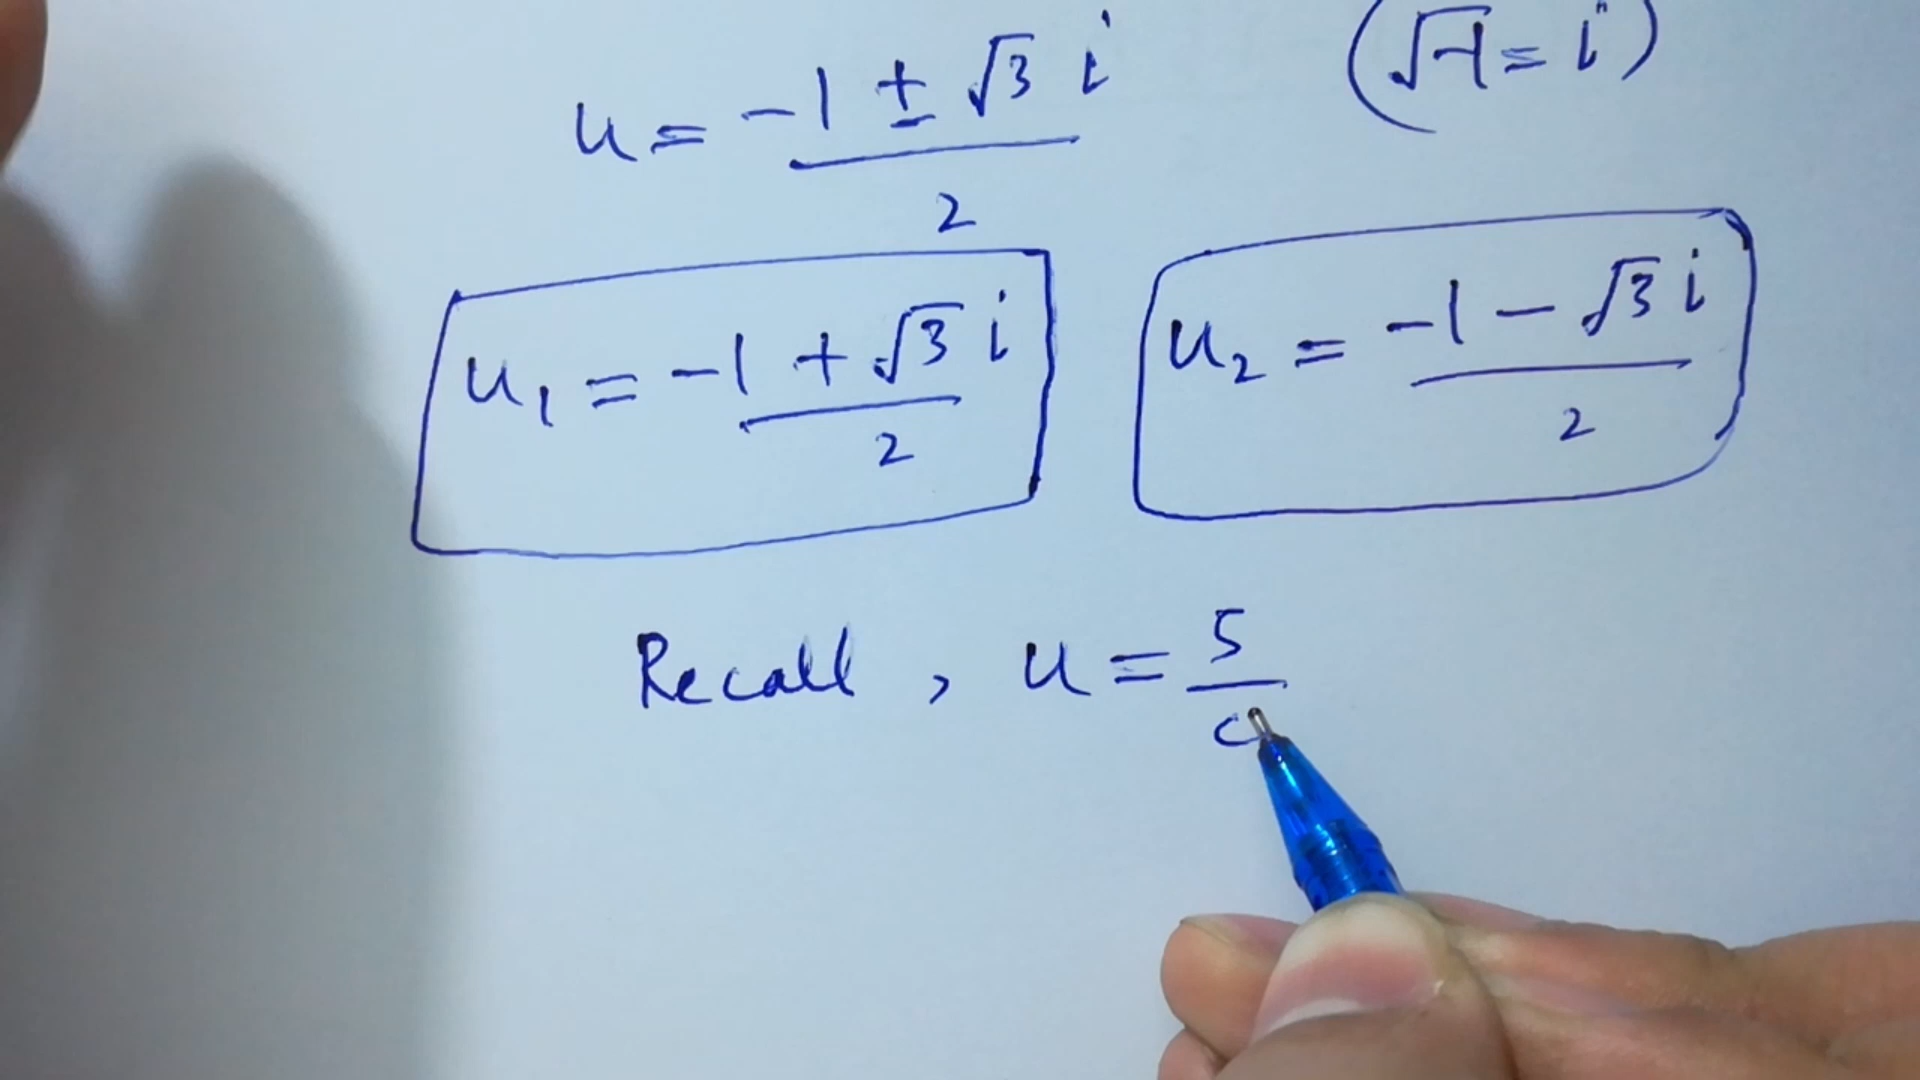 u = (-1 ± √3 i)/2 (√-1 = i)
u₁ = (-1 + √3 i)/2 u₂ = (-1 - √3 i)/2
Recall, u = 5/